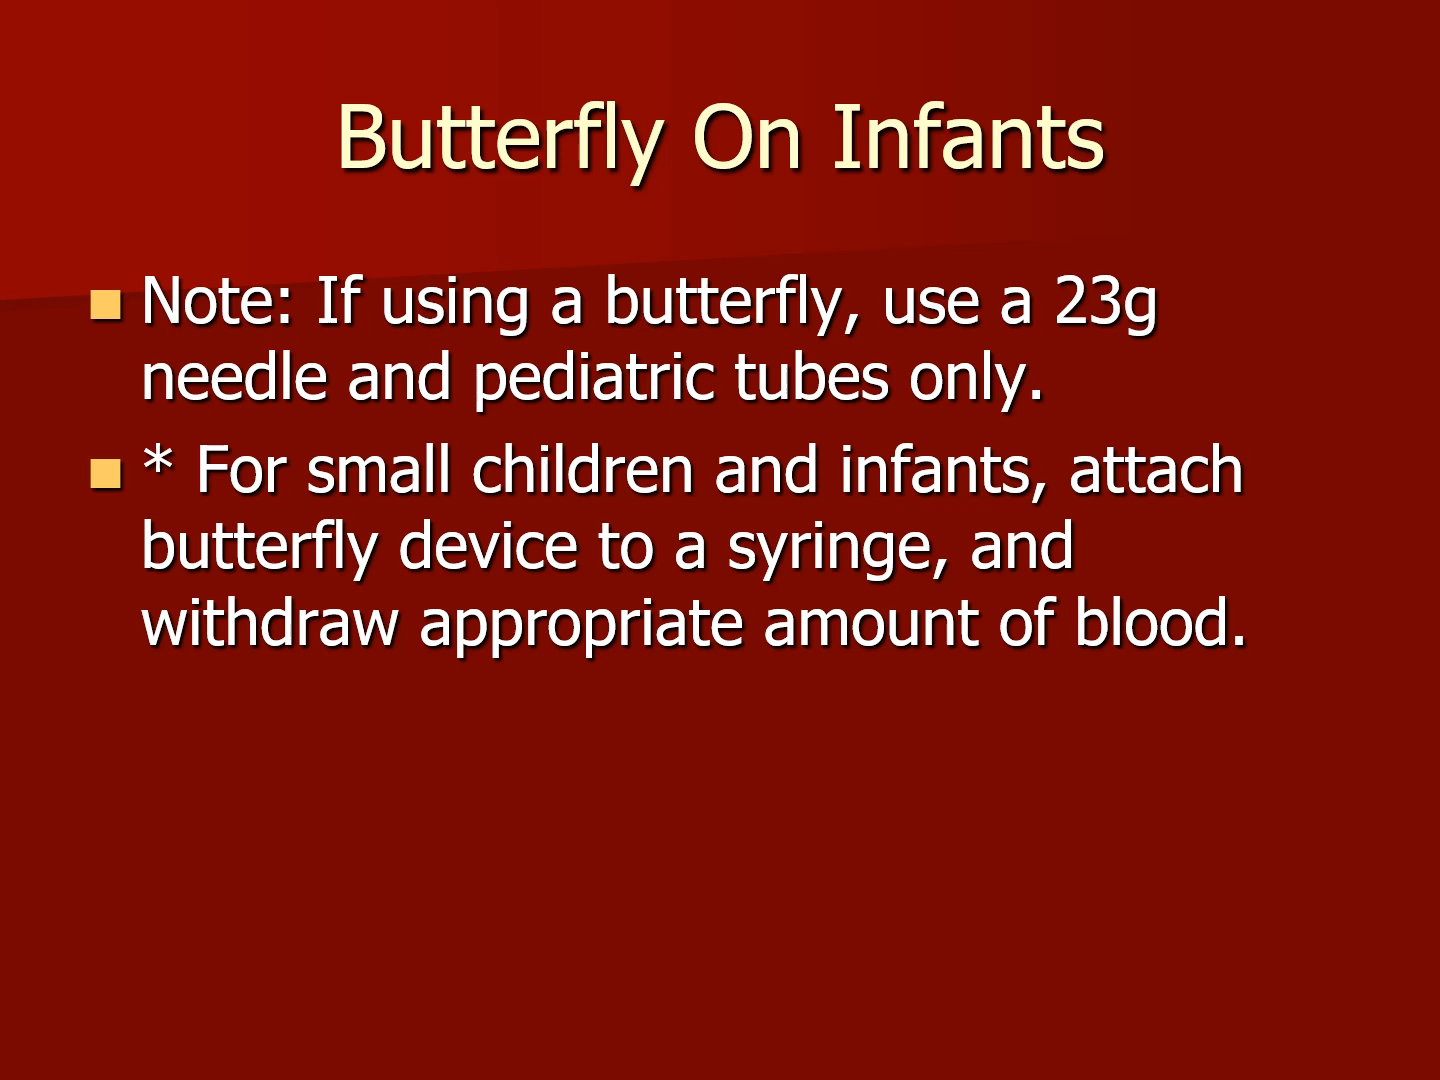 Butterfly On Infants
Note: If using a butterfly, use a 23g
needle and pediatric tubes only.
* For small children and infants, attach
butterfly device to a syringe, and
withdraw appropriate amount of blood.